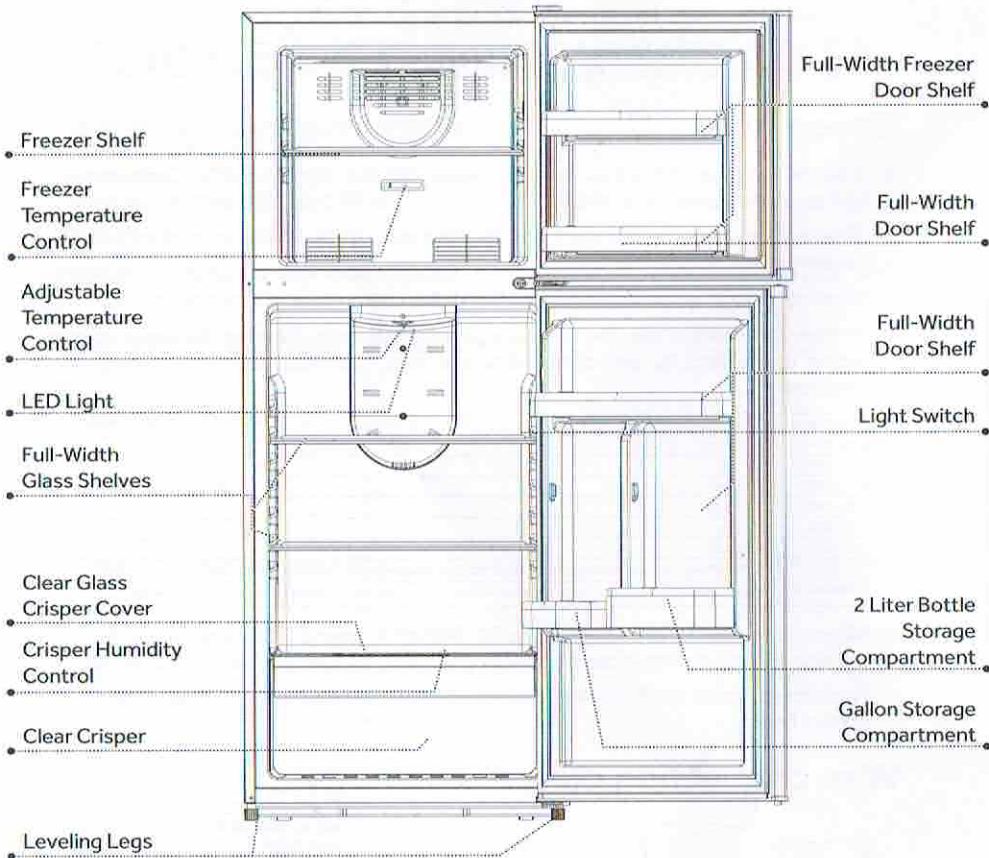 Freezer Shelf
Freezer
Temperature
Control
Adjustable
Temperature
Control
LED Light
Full-Width
Glass Shelves
Clear Glass
Crisper Cover
Crisper Humidity
Control
Clear Crisper
Leveling Legs
Full-Width Freezer
Door Shelf
Full-Width
Door Shelf
Full-Width
Door Shelf
Light Switch
2 Liter Bottle
Storage
Compartment
Gallon Storage
Compartment